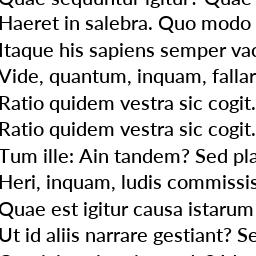 Quae sequuntur igitur? Quae
Haeret in salebra. Quo modo
Itaque his sapiens semper vac
Vide, quantum, inquam, fallar
Ratio quidem vestra sic cogit.
Ratio quidem vestra sic cogit.
Tum ille: Ain tandem? Sed pla
Heri, inquam, ludis commissis
Quae est igitur causa istarum
Ut id aliis narrare gestiant? Se